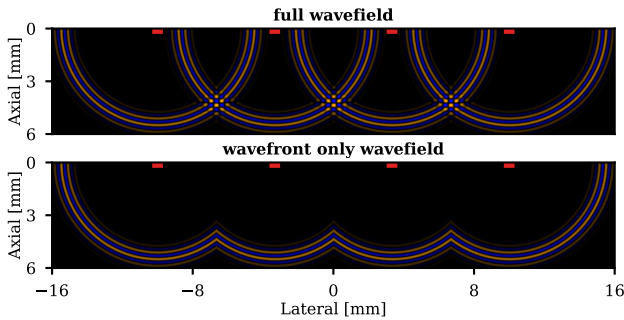 full wavefield
0
3
6
Axial [mm]
wavefront only wavefield
0
3
6
Axial [mm]
−16 −8 0 8 16
Lateral [mm]